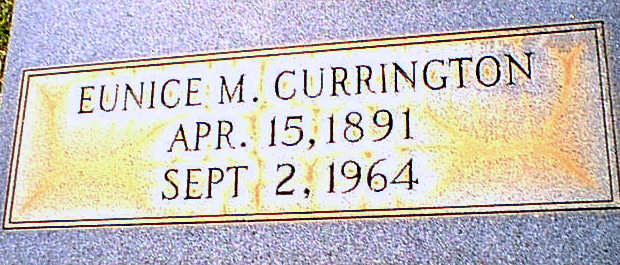 EUNICE M. CURRINGTON
APR. 15, 1891
SEPT 2, 1964